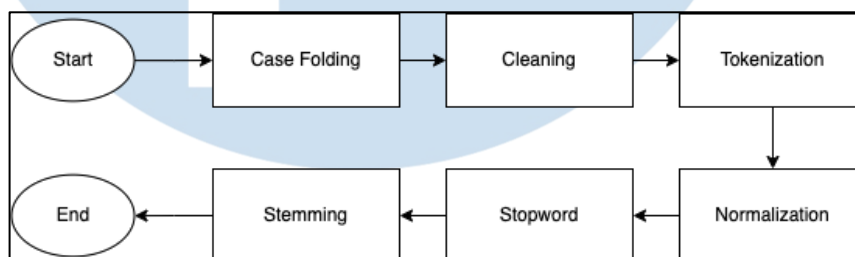 Start
Case Folding
Cleaning
Tokenization
Normalization
Stopword
Stemming
End